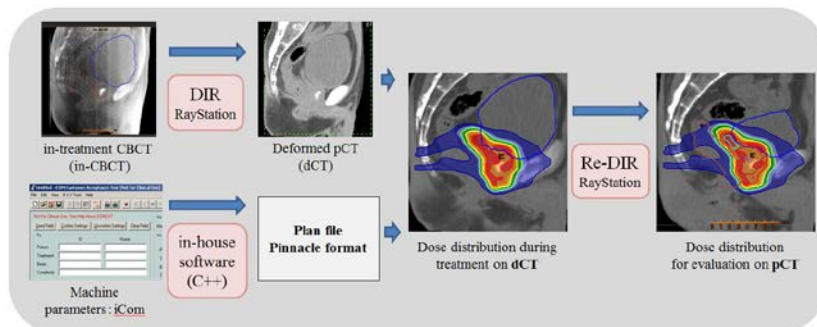 DIR
RayStation
in-treatment CBCT
(in-CBCT)
Deformed pCT
(dCT)
Re-DIR
RayStation
in-house
software
(C++)
Plan file
Pinnacle format
Machine
parameters : iCom
Dose distribution during
treatment on dCT
Dose distribution
for evaluation on pCT